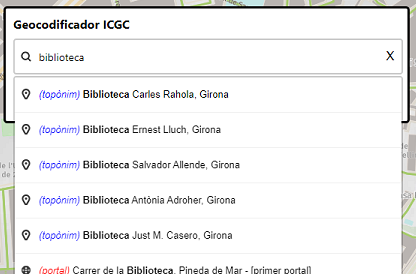 Geocodificador ICGC
biblioteca X
(topònim) Biblioteca Carles Rahola, Girona
(topònim) Biblioteca Ernest Lluch, Girona
(topònim) Biblioteca Salvador Allende, Girona
(topònim) Biblioteca Antònia Adroher, Girona
(topònim) Biblioteca Just M. Casero, Girona
(portal) Carrer de la Biblioteca, Pineda de Mar - [primer portal]